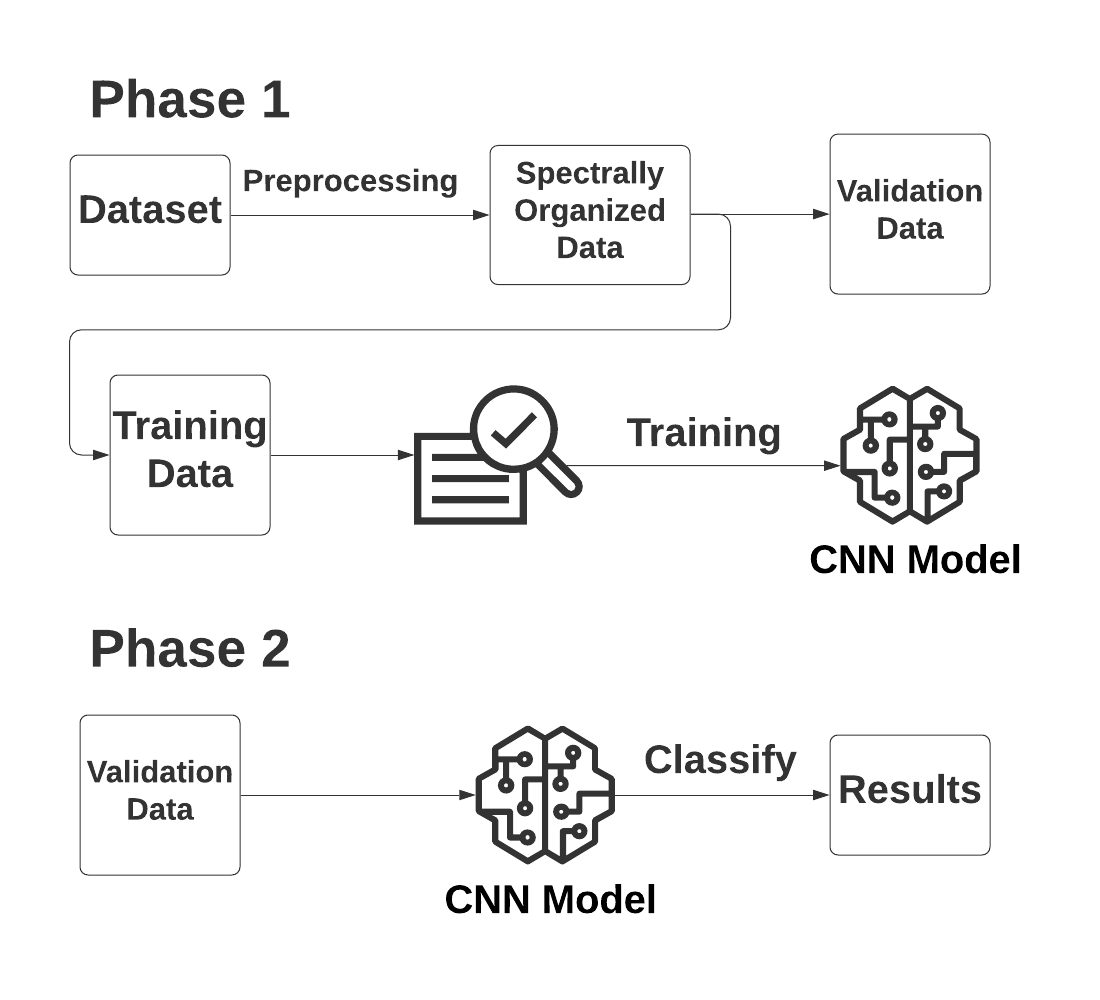 Phase 1
Dataset
Preprocessing
Spectrally
Organized
Data
Validation
Data
Training
Data
Training
CNN Model
Phase 2
Validation
Data
CNN Model
Classify
Results